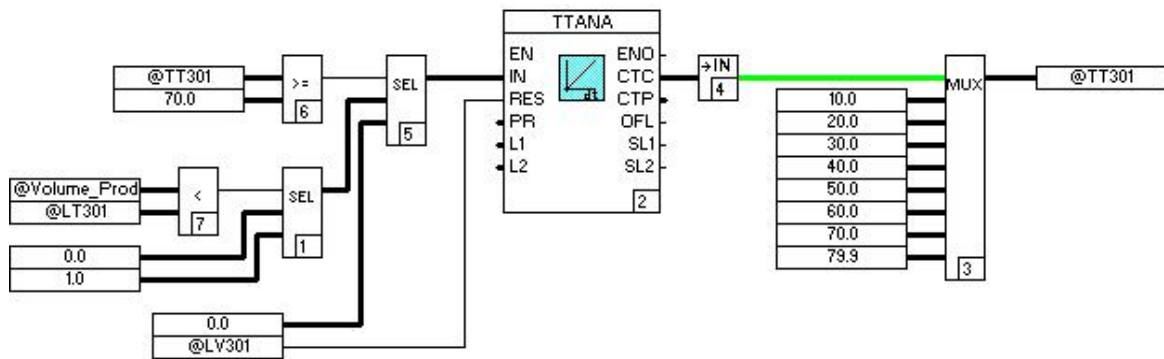 TTANA
EN ENO
IN CTC
RES CTP
PR OFL
L1 SL1
L2 SL2
2
dt
@TT301
70.0
>=
6
SEL
5
@Volume_Prod
@LT301
<
7
SEL
1
0.0
1.0
0.0
@LV301
→IN
4
MUX
3
10.0
20.0
30.0
40.0
50.0
60.0
70.0
79.9
@TT301